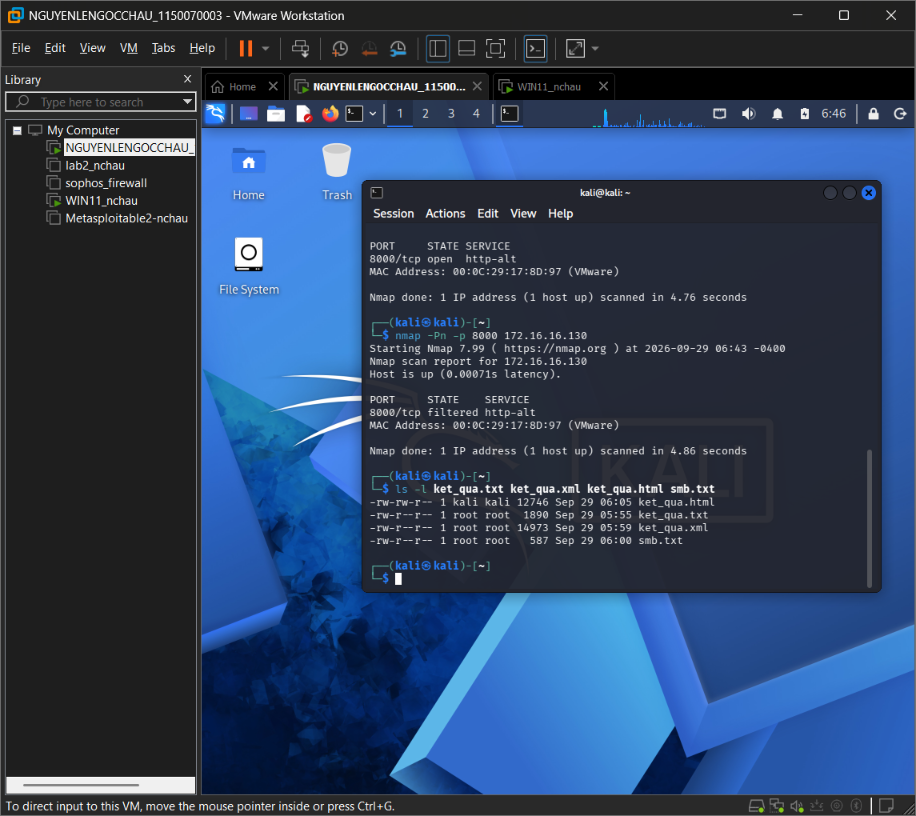 NGUYENLENGOCCHAU_1150070003 - VMware Workstation
File Edit View VM Tabs Help
Library
Type here to search
My Computer
NGUYENLENGOCCHAU_
lab2_nchau
sophos_firewall
WIN11_nchau
Metasploitable2-nchau
Home
NGUYENLENGOCCHAU_11500...
WIN11_nchau
1 2 3 4
6:46
Home
Trash
File System
kali@kali: ~
Session Actions Edit View Help
PORT     STATE SERVICE
8000/tcp open  http-alt
MAC Address: 00:0C:29:17:8D:97 (VMware)
Nmap done: 1 IP address (1 host up) scanned in 4.76 seconds
┌──(kali㉿kali)-[~]
└─$ nmap -Pn -p 8000 172.16.16.130
Starting Nmap 7.99 ( https://nmap.org ) at 2026-09-29 06:43 -0400
Nmap scan report for 172.16.16.130
Host is up (0.00071s latency).
PORT     STATE    SERVICE
8000/tcp filtered http-alt
MAC Address: 00:0C:29:17:8D:97 (VMware)
Nmap done: 1 IP address (1 host up) scanned in 4.86 seconds
┌──(kali㉿kali)-[~]
└─$ ls -l ket_qua.txt ket_qua.xml ket_qua.html smb.txt
-rw-rw-r-- 1 kali kali 12746 Sep 29 06:05 ket_qua.html
-rw-r--r-- 1 root root  1890 Sep 29 05:55 ket_qua.txt
-rw-r--r-- 1 root root 14973 Sep 29 05:59 ket_qua.xml
-rw-r--r-- 1 root root   587 Sep 29 06:00 smb.txt
┌──(kali㉿kali)-[~]
└─$
KALI
To direct input to this VM, move the mouse pointer inside or press Ctrl+G.